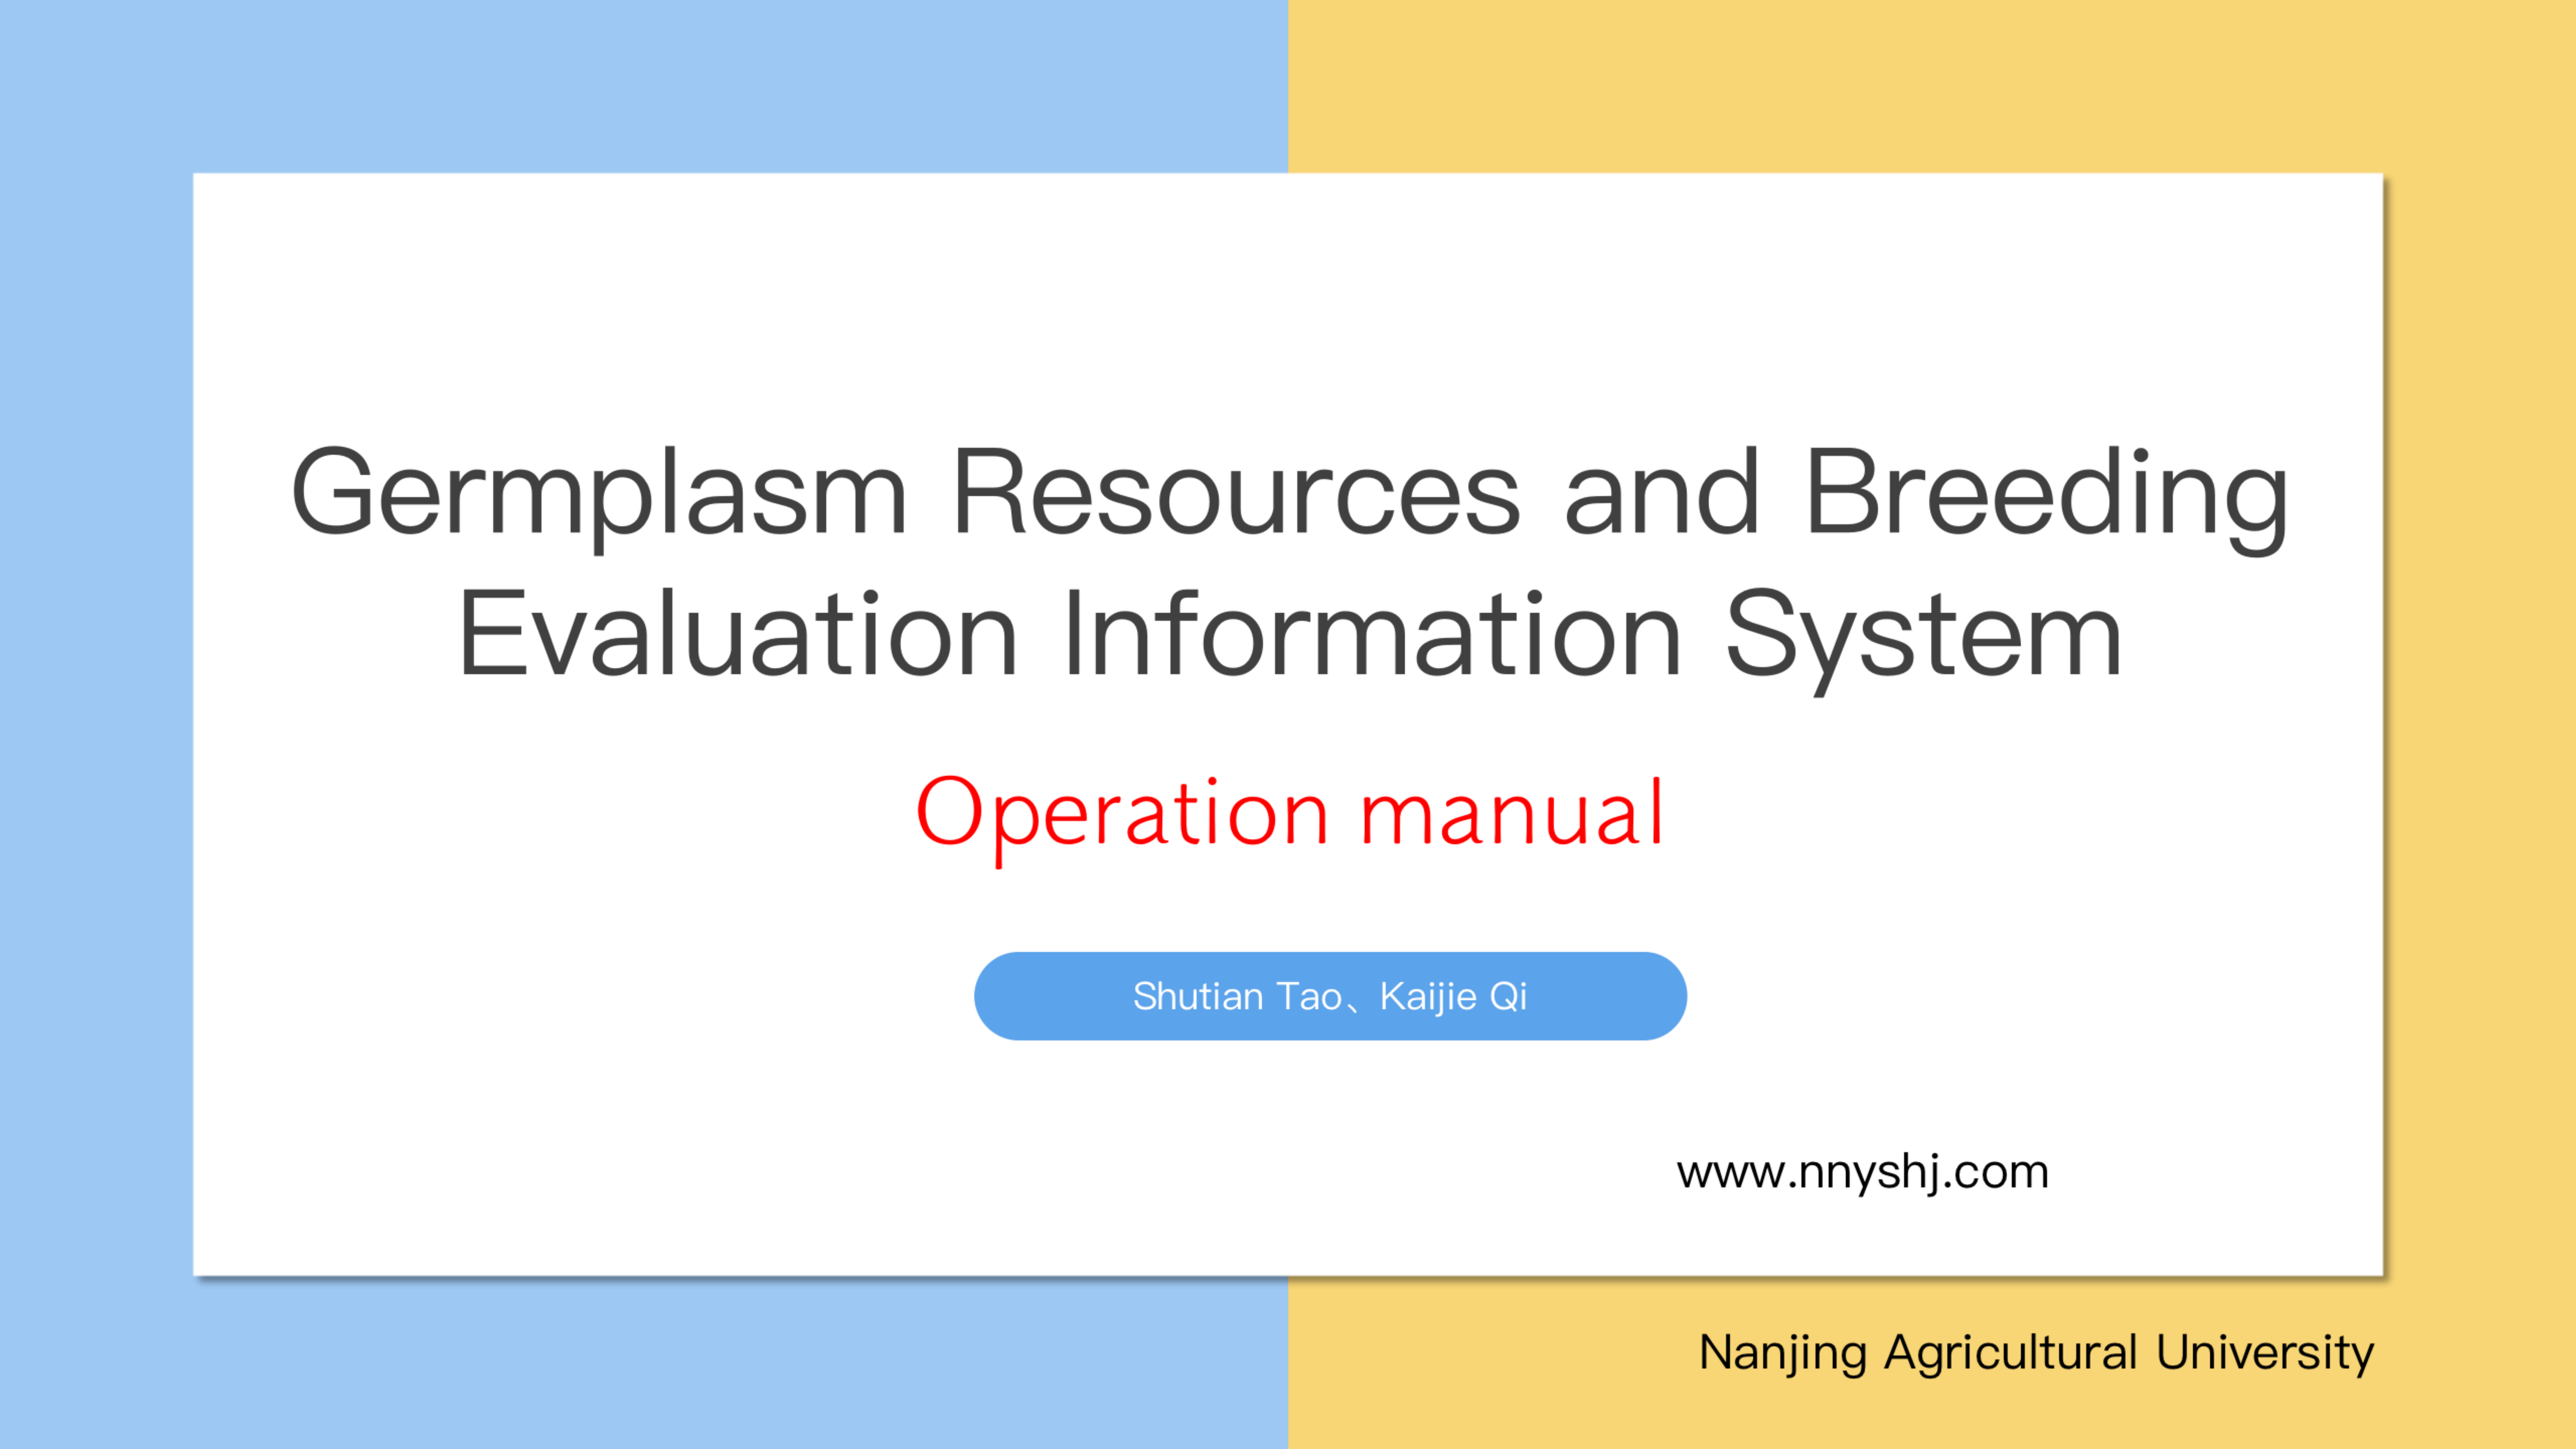 Germplasm Resources and Breeding
Evaluation Information System
Operation manual
Shutian Tao、Kaijie Qi
www.nnyshj.com
Nanjing Agricultural University